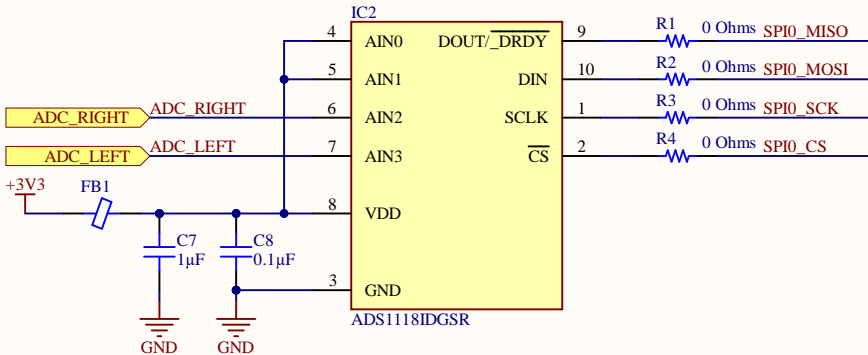 IC2
4 AIN0 DOUT/_DRDY 9 R1 0 Ohms SPI0_MISO
5 AIN1 DIN 10 R2 0 Ohms SPI0_MOSI
ADC_RIGHT ADC_RIGHT 6 AIN2 SCLK 1 R3 0 Ohms SPI0_SCK
ADC_LEFT ADC_LEFT 7 AIN3 CS 2 R4 0 Ohms SPI0_CS
+3V3 FB1
8 VDD
C7 C8
1µF 0.1µF
3 GND
ADS1118IDGSR
GND GND